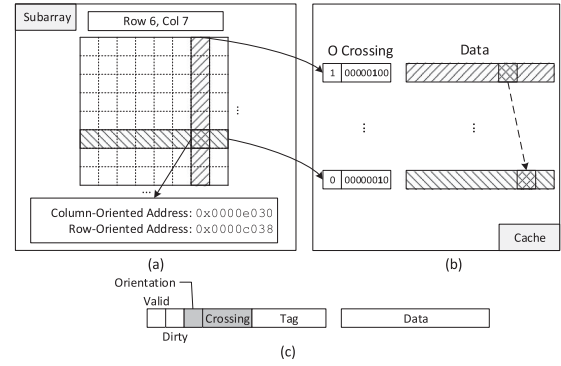 Subarray
Row 6, Col 7
...
...
Column-Oriented Address: 0x0000e030
Row-Oriented Address: 0x0000c038
(a)
O Crossing
Data
1 00000100
...
...
0 00000010
Cache
(b)
Orientation
Valid
Crossing
Tag
Data
Dirty
(c)